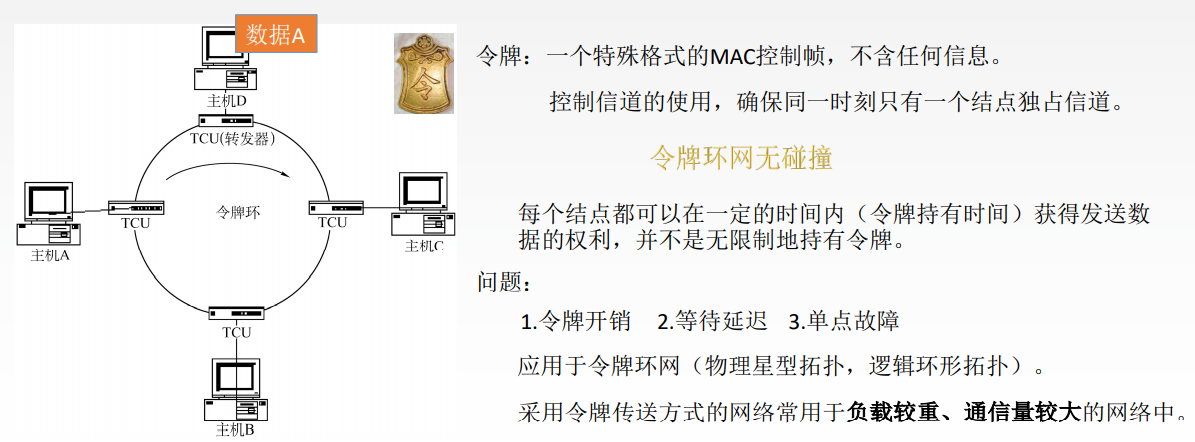 数据A
主机D
TCU(转发器)
令牌环
TCU
TCU
主机A
主机C
TCU
主机B
令
令牌：一个特殊格式的MAC控制帧，不含任何信息。
控制信道的使用，确保同一时刻只有一个结点独占信道。
令牌环网无碰撞
每个结点都可以在一定的时间内（令牌持有时间）获得发送数
据的权利，并不是无限制地持有令牌。
问题：
1.令牌开销 2.等待延迟 3.单点故障
应用于令牌环网（物理星型拓扑，逻辑环形拓扑）。
采用令牌传送方式的网络常用于负载较重、通信量较大的网络中。